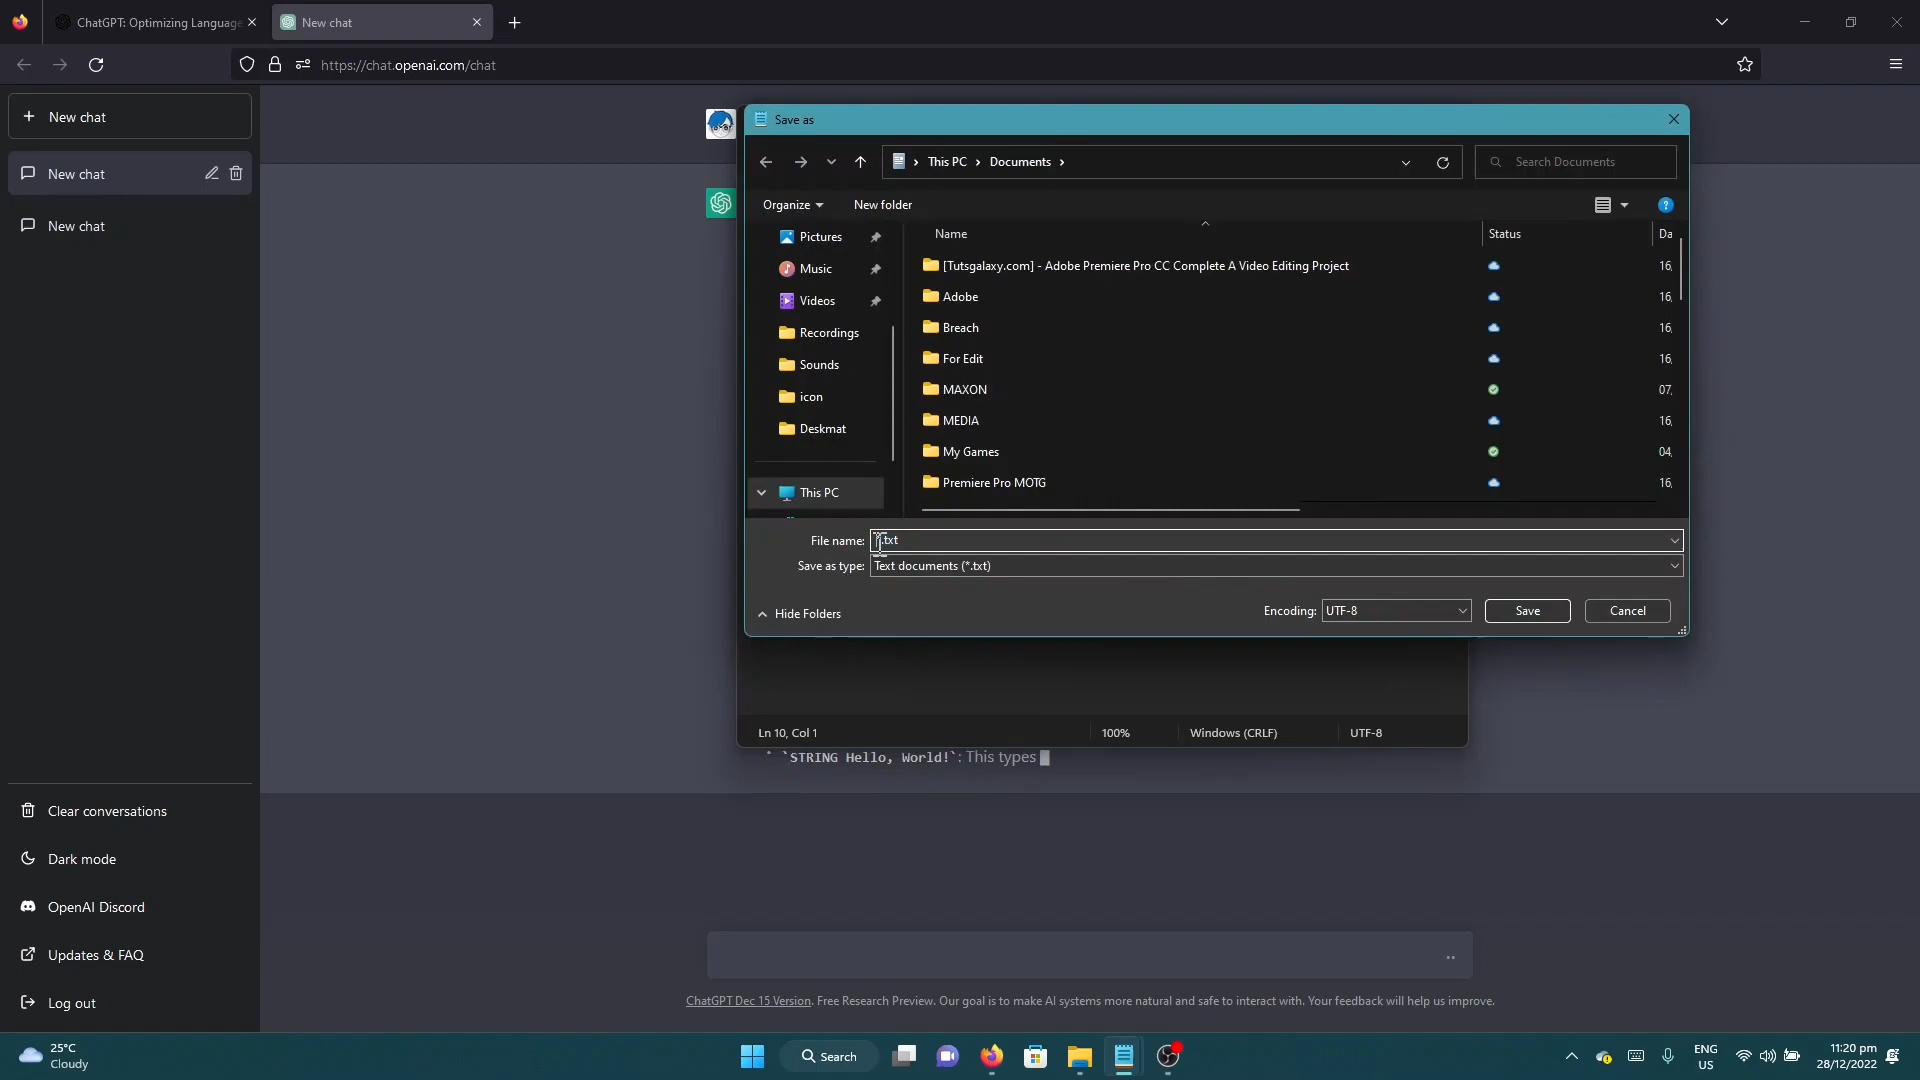 ChatGPT: Optimizing Language
New chat
https://chat.openai.com/chat
New chat
New chat
New chat
Save as
This PC
Documents
Search Documents
Organize
New folder
Name
Status
Da
Pictures
Music
Videos
Recordings
Sounds
icon
Deskmat
This PC
[Tutsgalaxy.com] - Adobe Premiere Pro CC Complete A Video Editing Project
16,
Adobe
16,
Breach
16,
For Edit
16,
MAXON
07,
MEDIA
16,
My Games
04,
Premiere Pro MOTG
16,
File name:
*.txt
Save as type:
Text documents (*.txt)
Hide Folders
Encoding:
UTF-8
Save
Cancel
Ln 10, Col 1
100%
Windows (CRLF)
UTF-8
`STRING Hello, World!`: This types
Clear conversations
Dark mode
OpenAI Discord
Updates & FAQ
Log out
ChatGPT Dec 15 Version. Free Research Preview. Our goal is to make AI systems more natural and safe to interact with. Your feedback will help us improve.
25°C
Cloudy
Search
ENG
US
11:20 pm
28/12/2022